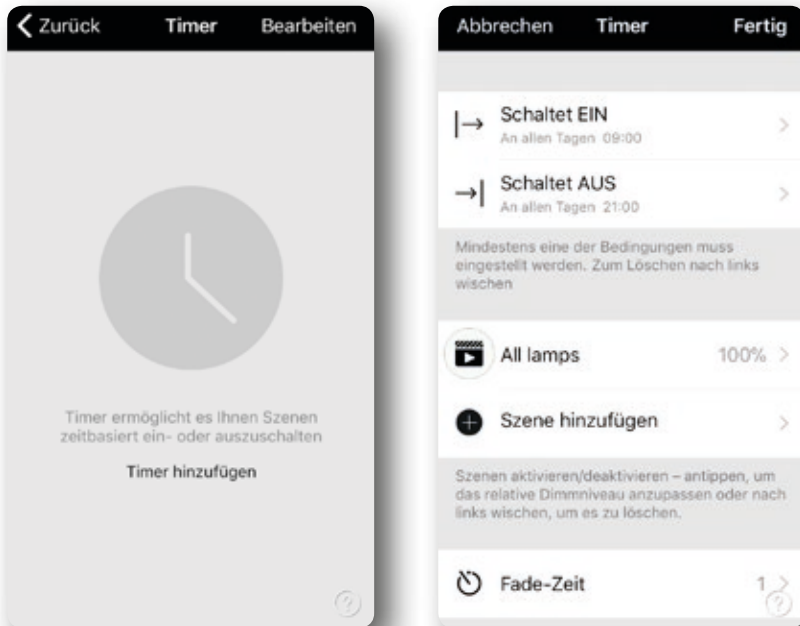 Zurück Timer Bearbeiten
Timer ermöglicht es Ihnen Szenen
zeitbasiert ein- oder auszuschalten
Timer hinzufügen
?
Abbrechen Timer Fertig
Schaltet EIN
An allen Tagen 09:00
Schaltet AUS
An allen Tagen 21:00
Mindestens eine der Bedingungen muss
eingestellt werden. Zum Löschen nach links
wischen
All lamps 100%
Szene hinzufügen
Szenen aktivieren/deaktivieren – antippen, um
das relative Dimmniveau anzupassen oder nach
links wischen, um es zu löschen.
Fade-Zeit 1
?